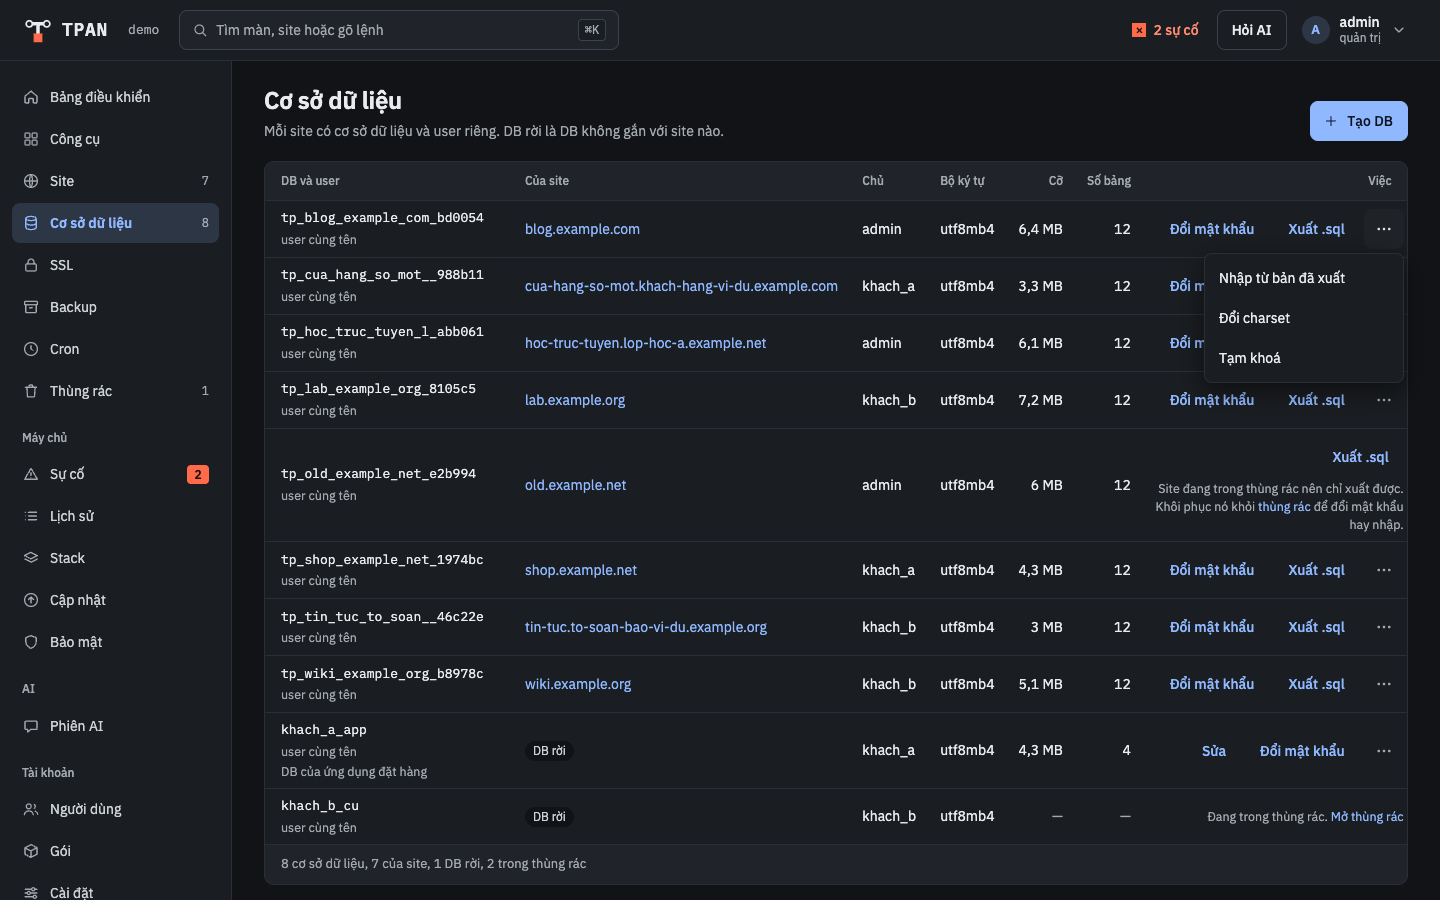 TPAN demo
Tìm màn, site hoặc gõ lệnh ⌘K
2 sự cố
Hỏi AI
A
admin
quản trị
Bảng điều khiển
Công cụ
Site 7
Cơ sở dữ liệu 8
SSL
Backup
Cron
Thùng rác 1
Máy chủ
Sự cố 2
Lịch sử
Stack
Cập nhật
Bảo mật
AI
Phiên AI
Tài khoản
Người dùng
Gói
Cài đặt
Cơ sở dữ liệu
Mỗi site có cơ sở dữ liệu và user riêng. DB rời là DB không gắn với site nào.
+ Tạo DB
DB và user Của site Chủ Bộ ký tự Cỡ Số bảng Việc
tp_blog_example_com_bd0054
user cùng tên
blog.example.com admin utf8mb4 6,4 MB 12 Đổi mật khẩu Xuất .sql ...
tp_cua_hang_so_mot__988b11
user cùng tên
cua-hang-so-mot.khach-hang-vi-du.example.com khach_a utf8mb4 3,3 MB 12 Đổi m
tp_hoc_truc_tuyen_l_abb061
user cùng tên
hoc-truc-tuyen.lop-hoc-a.example.net admin utf8mb4 6,1 MB 12 Đổi m
Nhập từ bản đã xuất
Đổi charset
Tạm khoá
tp_lab_example_org_8105c5
user cùng tên
lab.example.org khach_b utf8mb4 7,2 MB 12 Đổi mật khẩu Xuất .sql ...
tp_old_example_net_e2b994
user cùng tên
old.example.net admin utf8mb4 6 MB 12
Xuất .sql
Site đang trong thùng rác nên chỉ xuất được.
Khôi phục nó khỏi thùng rác để đổi mật khẩu
hay nhập.
tp_shop_example_net_1974bc
user cùng tên
shop.example.net khach_a utf8mb4 4,3 MB 12 Đổi mật khẩu Xuất .sql ...
tp_tin_tuc_to_soan__46c22e
user cùng tên
tin-tuc.to-soan-bao-vi-du.example.org khach_b utf8mb4 3 MB 12 Đổi mật khẩu Xuất .sql ...
tp_wiki_example_org_b8978c
user cùng tên
wiki.example.org khach_b utf8mb4 5,1 MB 12 Đổi mật khẩu Xuất .sql ...
khach_a_app
user cùng tên
DB của ứng dụng đặt hàng
DB rời khach_a utf8mb4 4,3 MB 4 Sửa Đổi mật khẩu ...
khach_b_cu
user cùng tên
DB rời khach_b utf8mb4 — — Đang trong thùng rác. Mở thùng rác
8 cơ sở dữ liệu, 7 của site, 1 DB rời, 2 trong thùng rác